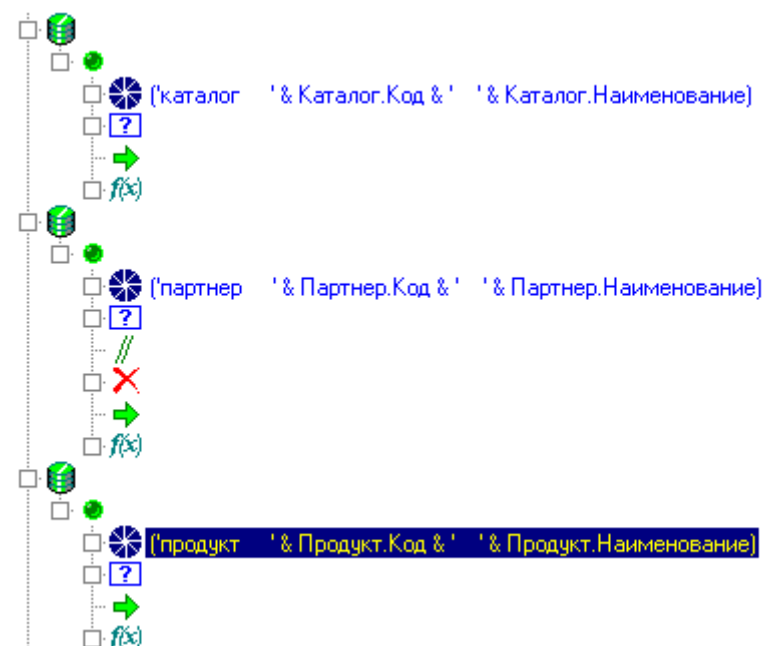 ('каталог ' & Каталог.Код & ' ' & Каталог.Наименование)
?
f(x)
('партнер ' & Партнер.Код & ' ' & Партнер.Наименование)
?
//
f(x)
('продукт ' & Продукт.Код & ' ' & Продукт.Наименование)
?
f(x)